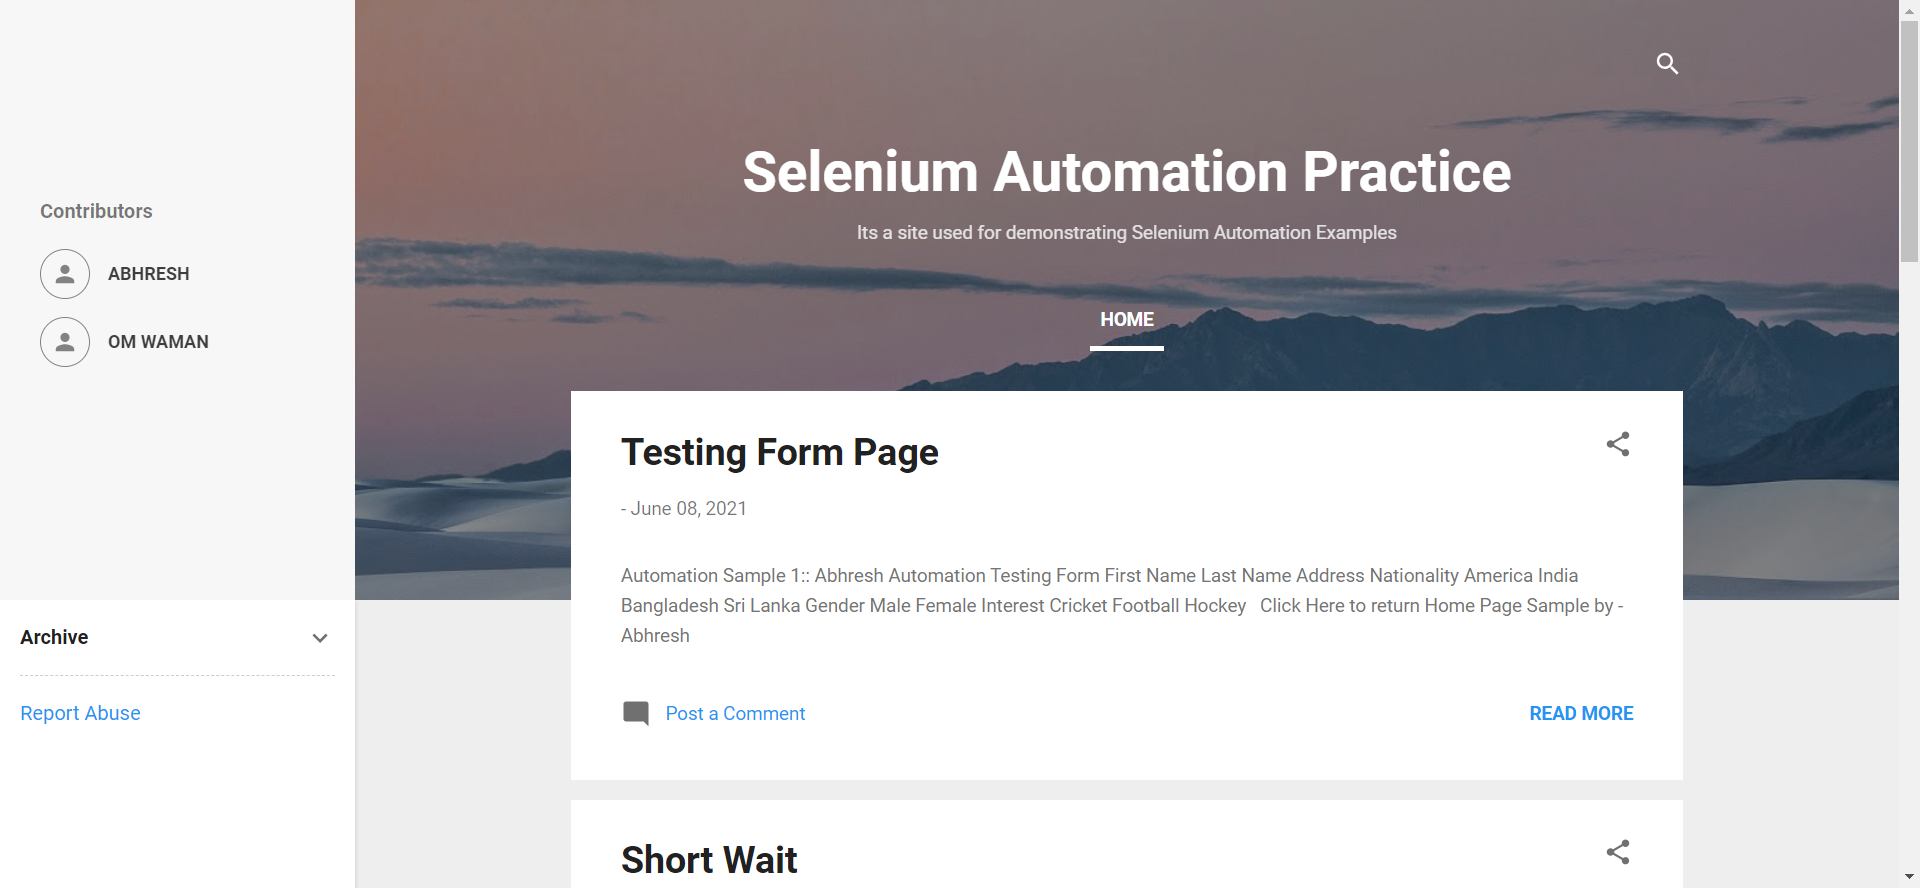 Contributors
ABHRESH
OM WAMAN
Archive
Report Abuse
Selenium Automation Practice
Its a site used for demonstrating Selenium Automation Examples
HOME
Testing Form Page
- June 08, 2021
Automation Sample 1:: Abhresh Automation Testing Form First Name Last Name Address Nationality America India
Bangladesh Sri Lanka Gender Male Female Interest Cricket Football Hockey   Click Here to return Home Page Sample by -
Abhresh
Post a Comment
READ MORE
Short Wait